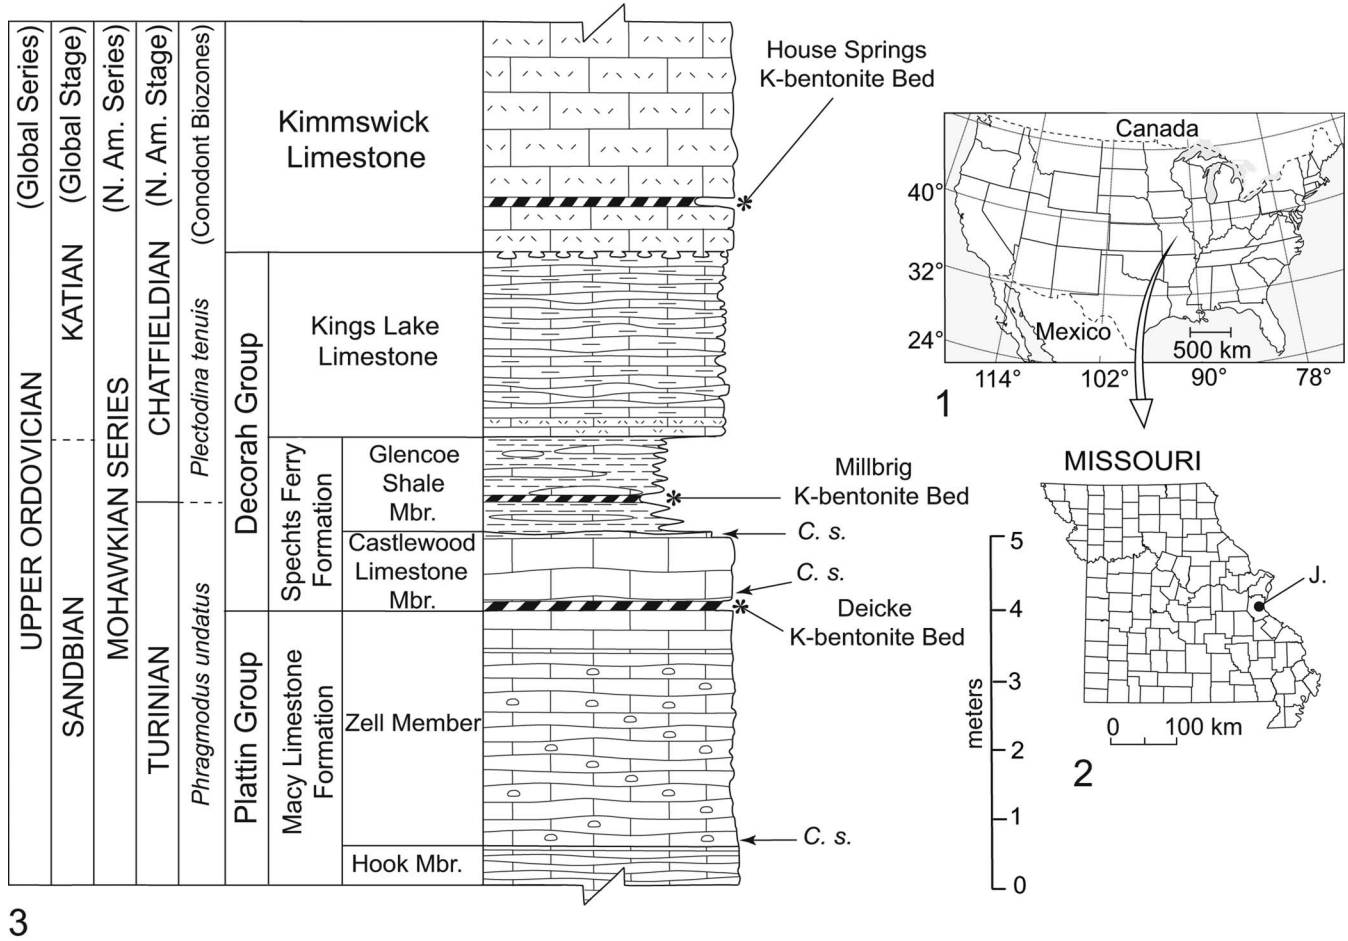 UPPER ORDOVICIAN (Global Series)
SANDBIAN KATIAN (Global Stage)
MOHAWKIAN SERIES (N. Am. Series)
TURINIAN CHATFIELDIAN (N. Am. Stage)
Phragmodus undatus Plectodina tenuis (Conodont Biozones)
Kimmswick
Limestone
Decorah Group
Kings Lake
Limestone
Spechts Ferry
Formation
Glencoe
Shale
Mbr.
Castlewood
Limestone
Mbr.
Plattin Group
Macy Limestone
Formation
Zell Member
Hook Mbr.
House Springs
K-bentonite Bed
*
Millbrig
K-bentonite Bed
*
C. s.
C. s.
Deicke
K-bentonite Bed
*
C. s.
3
Canada
40°
32°
24°
Mexico
500 km
114° 102° 90° 78°
1
MISSOURI
J.
0 100 km
2
meters
5
4
3
2
1
0